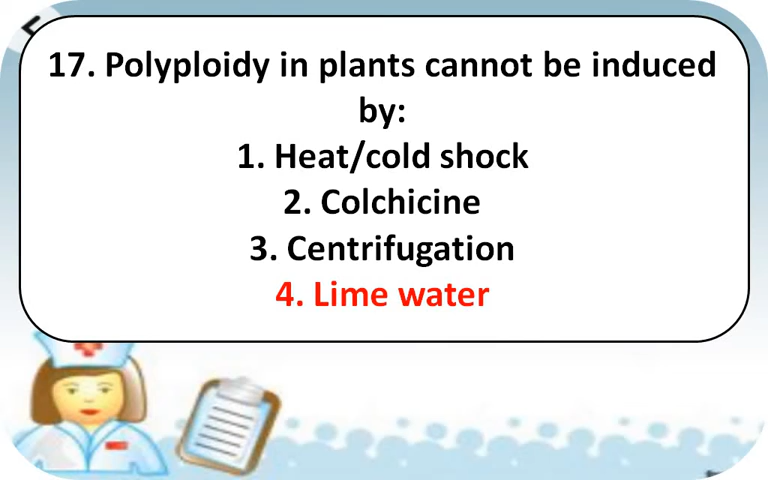 17. Polyploidy in plants cannot be induced
by:
1. Heat/cold shock
2. Colchicine
3. Centrifugation
4. Lime water